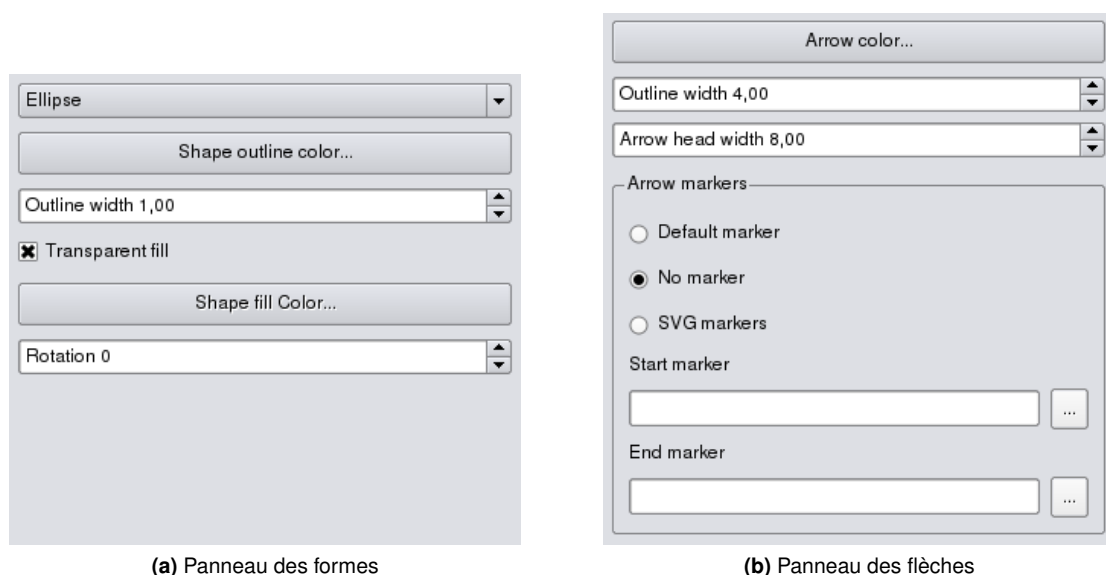 Ellipse
Shape outline color...
Outline width 1,00
Transparent fill
Shape fill Color...
Rotation 0
(a) Panneau des formes
Arrow color...
Outline width 4,00
Arrow head width 8,00
Arrow markers
Default marker
No marker
SVG markers
Start marker
...
End marker
...
(b) Panneau des flèches